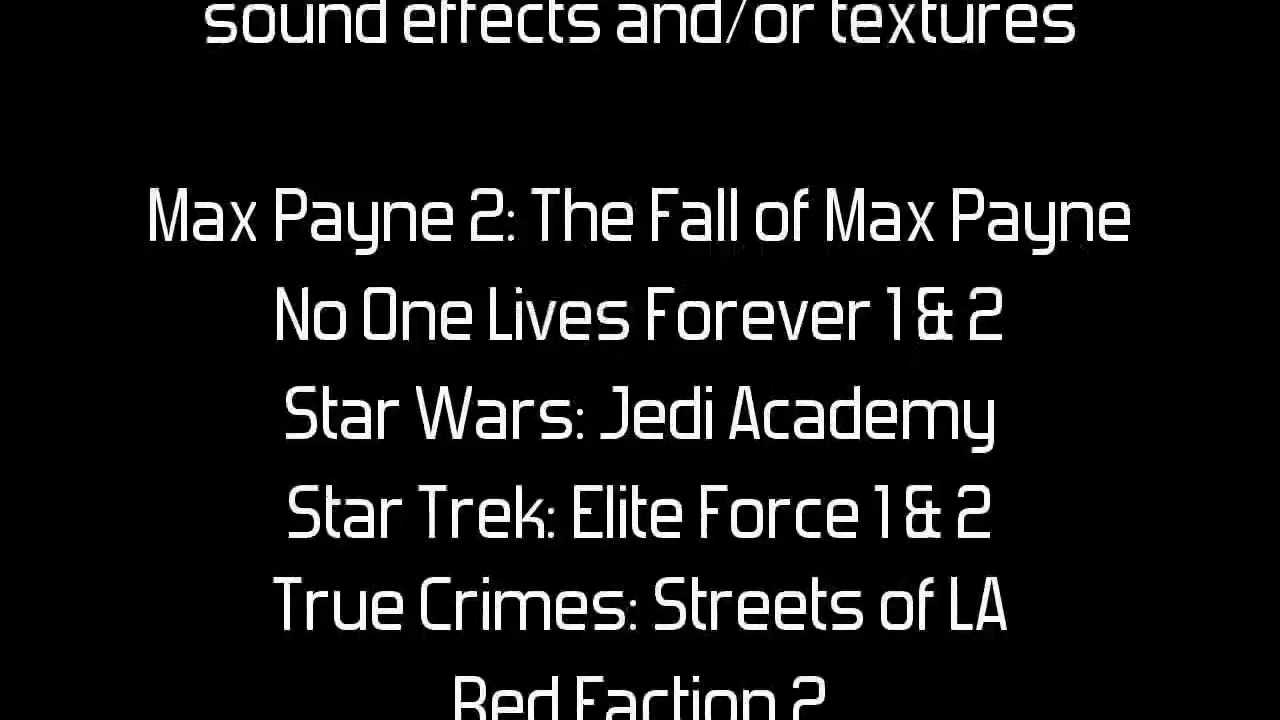 sound effects and/or textures
Max Payne 2: The Fall of Max Payne
No One Lives Forever 1 & 2
Star Wars: Jedi Academy
Star Trek: Elite Force 1 & 2
True Crimes: Streets of LA
Red Faction 2